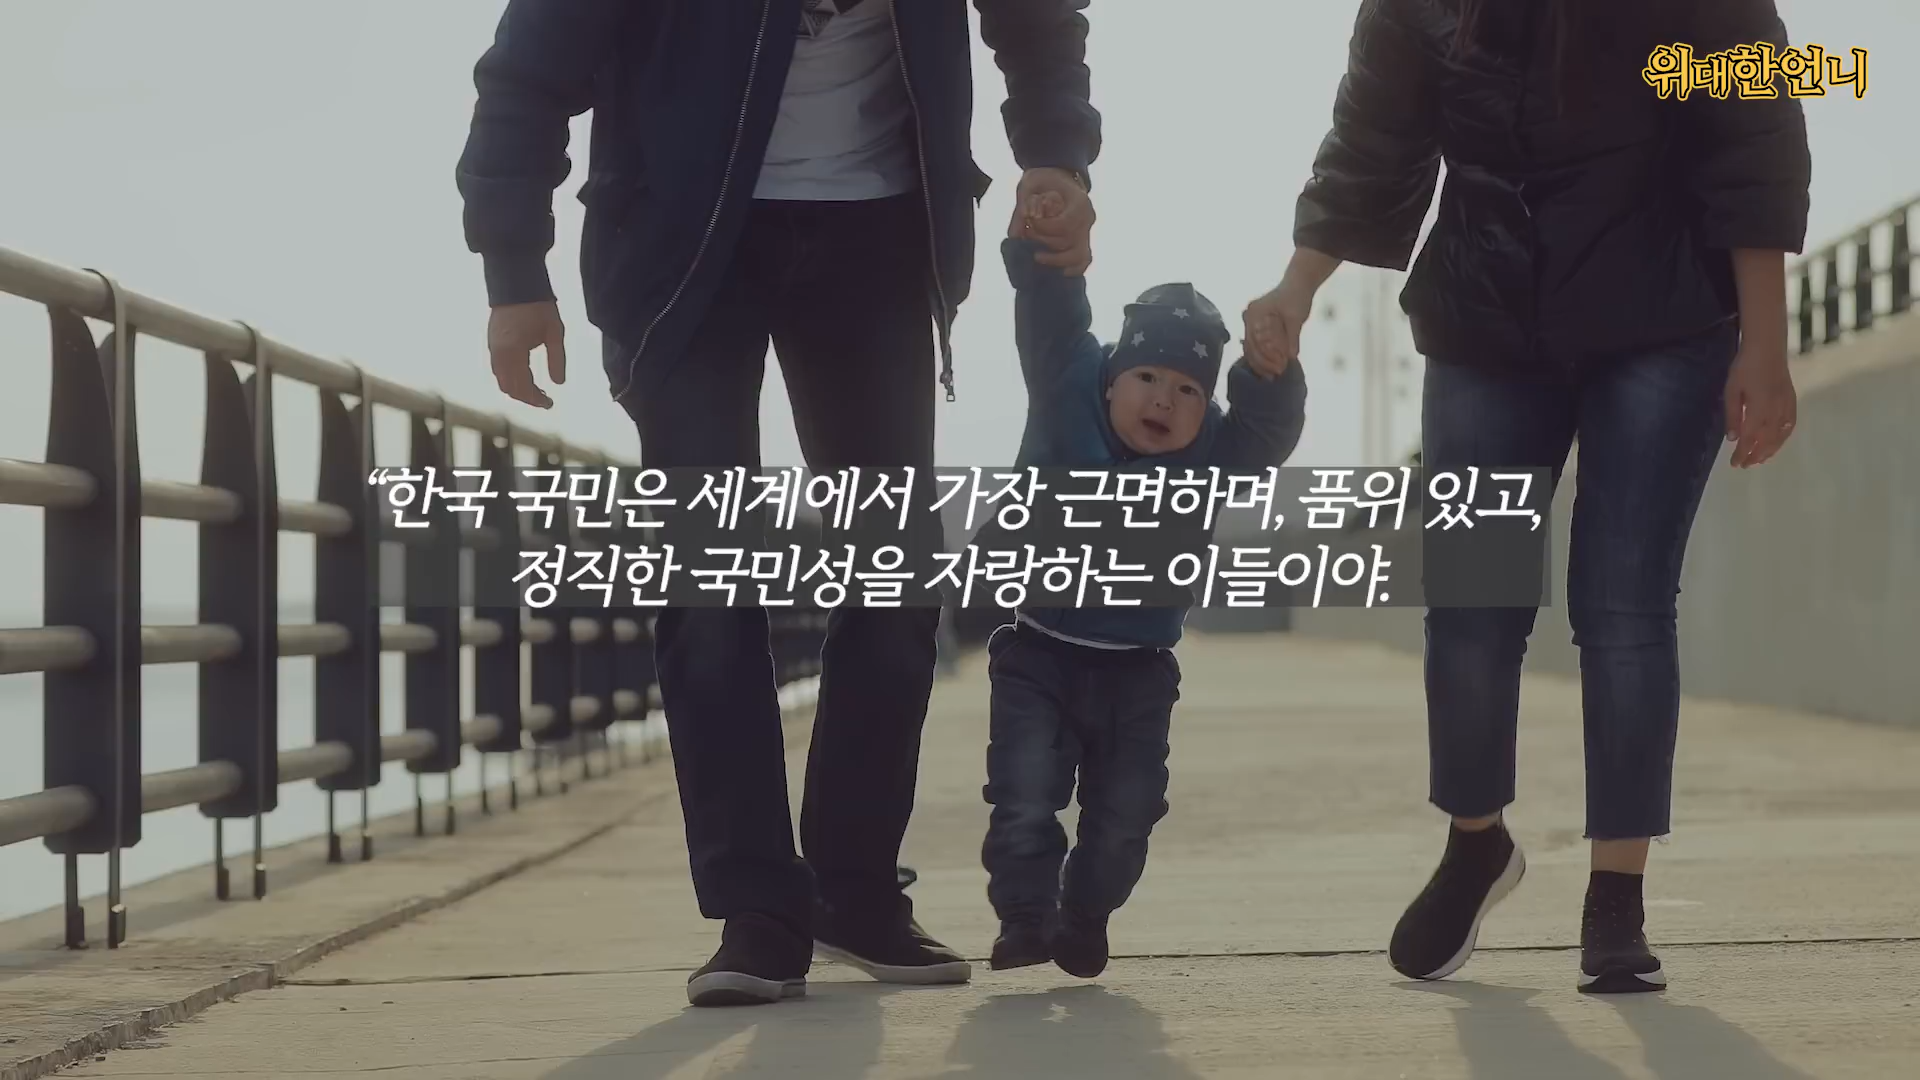 위대한언니
“한국 국민은 세계에서 가장 근면하며, 품위 있고,
정직한 국민성을 자랑하는 이들이야.